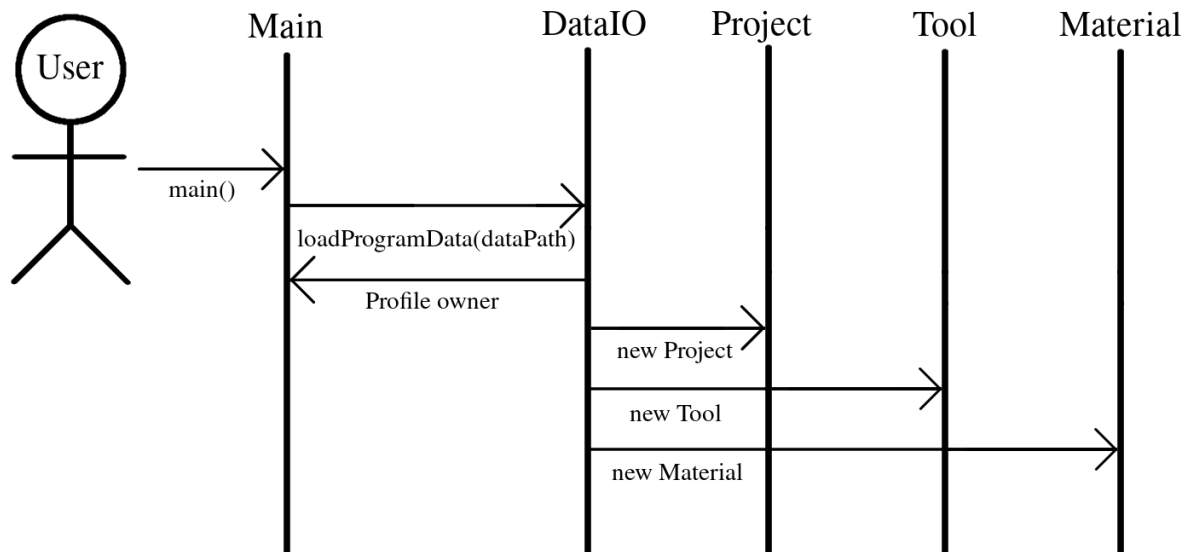 User
Main
DataIO
Project
Tool
Material
main()
loadProgramData(dataPath)
Profile owner
new Project
new Tool
new Material